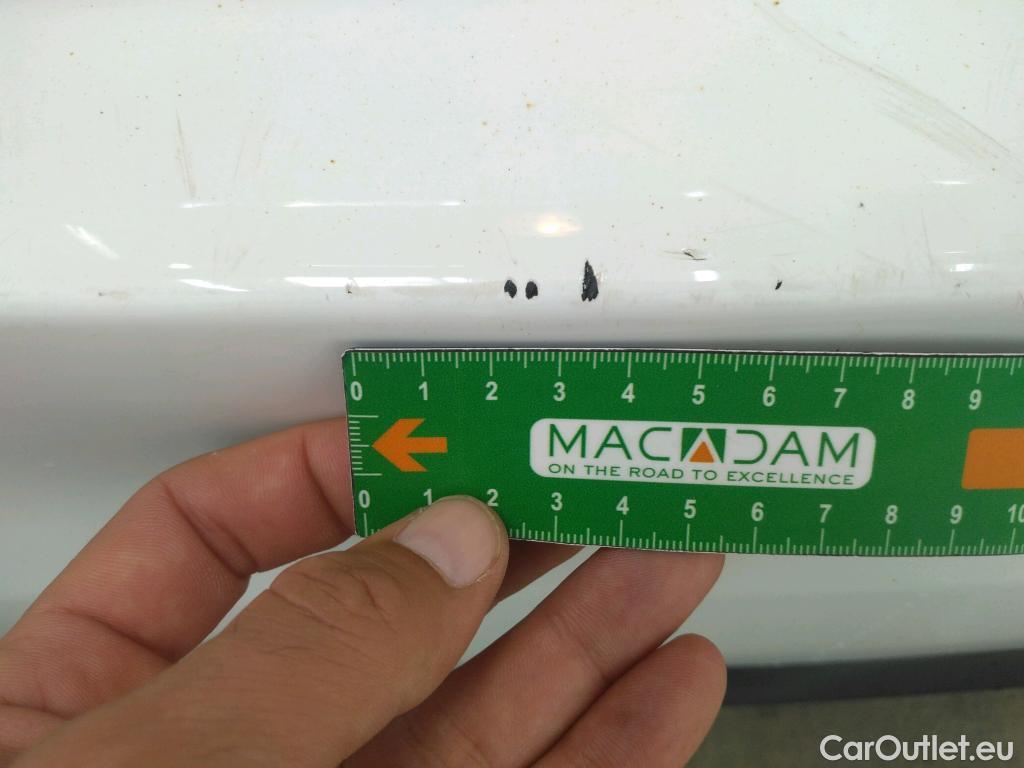 0 1 2 3 4 5 6 7 8 9
MACADAM
ON THE ROAD TO EXCELLENCE
0 1 2 3 4 5 6 7 8 9 10
CarOutlet.eu